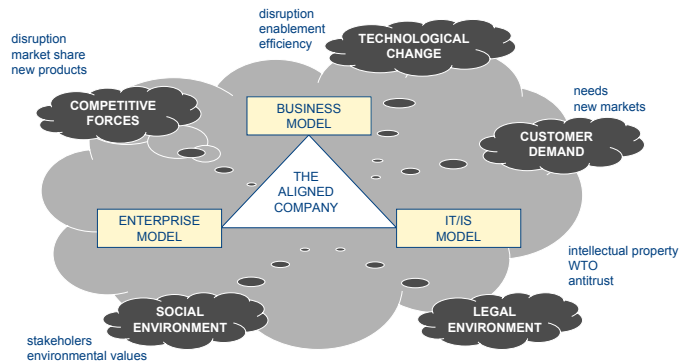 disruption
enablement
efficiency
TECHNOLOGICAL
CHANGE
disruption
market share
new products
COMPETITIVE
FORCES
BUSINESS
MODEL
needs
new markets
CUSTOMER
DEMAND
THE
ALIGNED
COMPANY
ENTERPRISE
MODEL
IT/IS
MODEL
intellectual property
WTO
antitrust
SOCIAL
ENVIRONMENT
LEGAL
ENVIRONMENT
stakeholers
environmental values